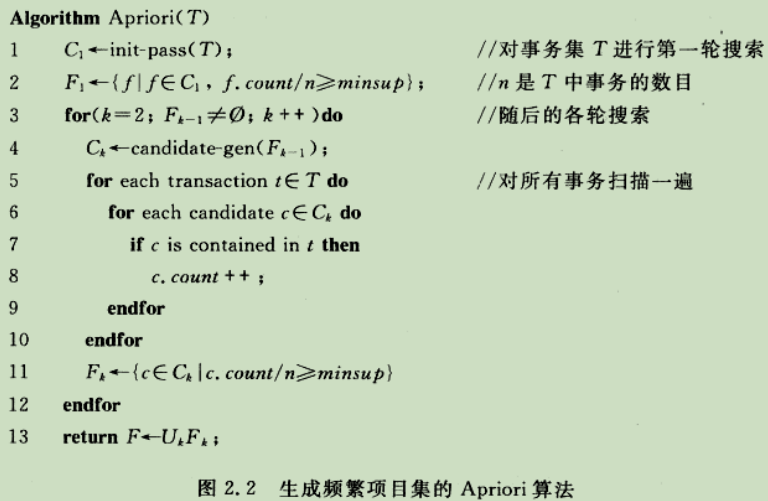 Algorithm Apriori(T)
1 C₁←init-pass(T); //对事务集 T 进行第一轮搜索
2 F₁←{f|f∈C₁, f.count/n≥minsup}; //n 是 T 中事务的数目
3 for(k=2; Fₖ₋₁≠Ø; k++)do //随后的各轮搜索
4 Cₖ←candidate-gen(Fₖ₋₁);
5 for each transaction t∈T do //对所有事务扫描一遍
6 for each candidate c∈Cₖ do
7 if c is contained in t then
8 c.count++;
9 endfor
10 endfor
11 Fₖ←{c∈Cₖ|c.count/n≥minsup}
12 endfor
13 return F←UₖFₖ;
图 2.2 生成频繁项目集的 Apriori 算法